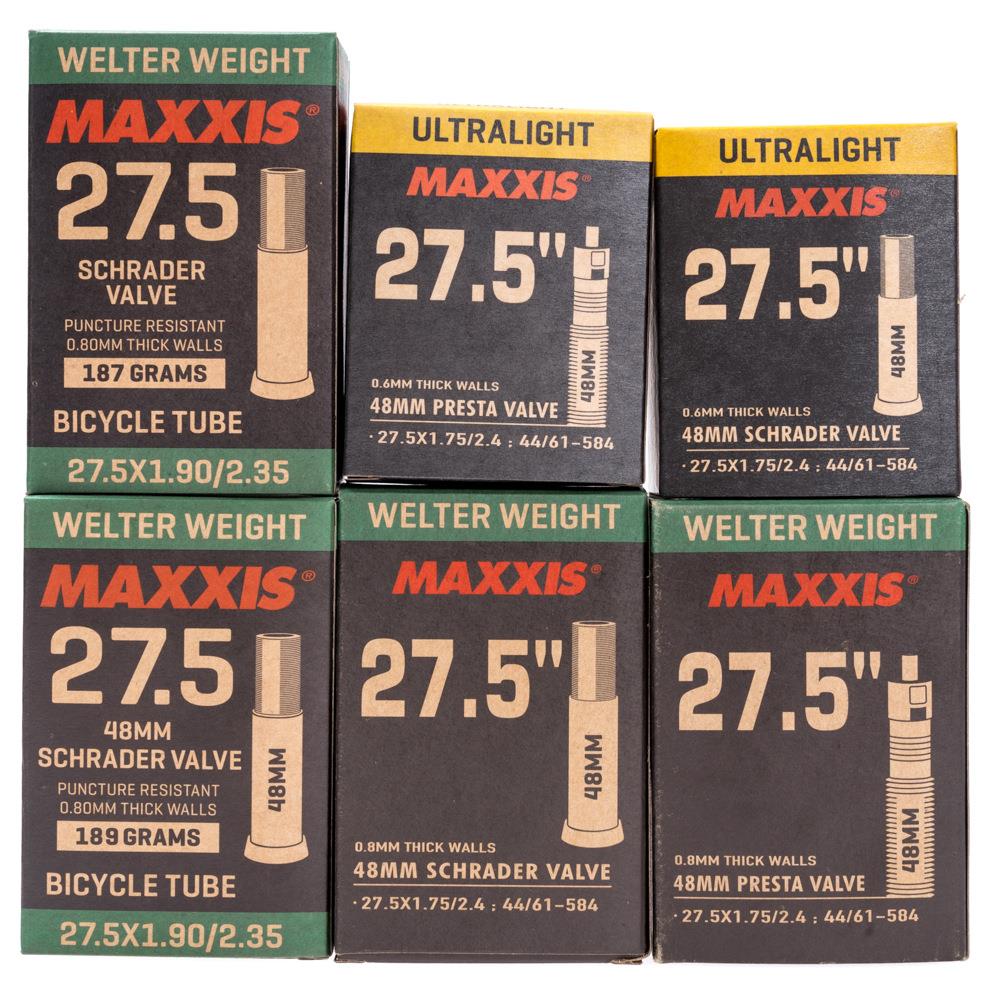 WELTER WEIGHT
MAXXIS®
27.5
SCHRADER
VALVE
PUNCTURE RESISTANT
0.80MM THICK WALLS
187 GRAMS
BICYCLE TUBE
27.5X1.90/2.35
ULTRALIGHT
MAXXIS®
27.5"
48MM
0.6MM THICK WALLS
48MM PRESTA VALVE
· 27.5X1.75/2.4 ; 44/61-584
ULTRALIGHT
MAXXIS®
27.5"
48MM
0.6MM THICK WALLS
48MM SCHRADER VALVE
· 27.5X1.75/2.4 ; 44/61-584
WELTER WEIGHT
MAXXIS®
27.5
48MM
SCHRADER VALVE
48MM
PUNCTURE RESISTANT
0.80MM THICK WALLS
189 GRAMS
BICYCLE TUBE
27.5X1.90/2.35
WELTER WEIGHT
MAXXIS®
27.5"
48MM
0.8MM THICK WALLS
48MM SCHRADER VALVE
· 27.5X1.75/2.4 ; 44/61-584
WELTER WEIGHT
MAXXIS®
27.5"
48MM
0.8MM THICK WALLS
48MM PRESTA VALVE
· 27.5X1.75/2.4 ; 44/61-584